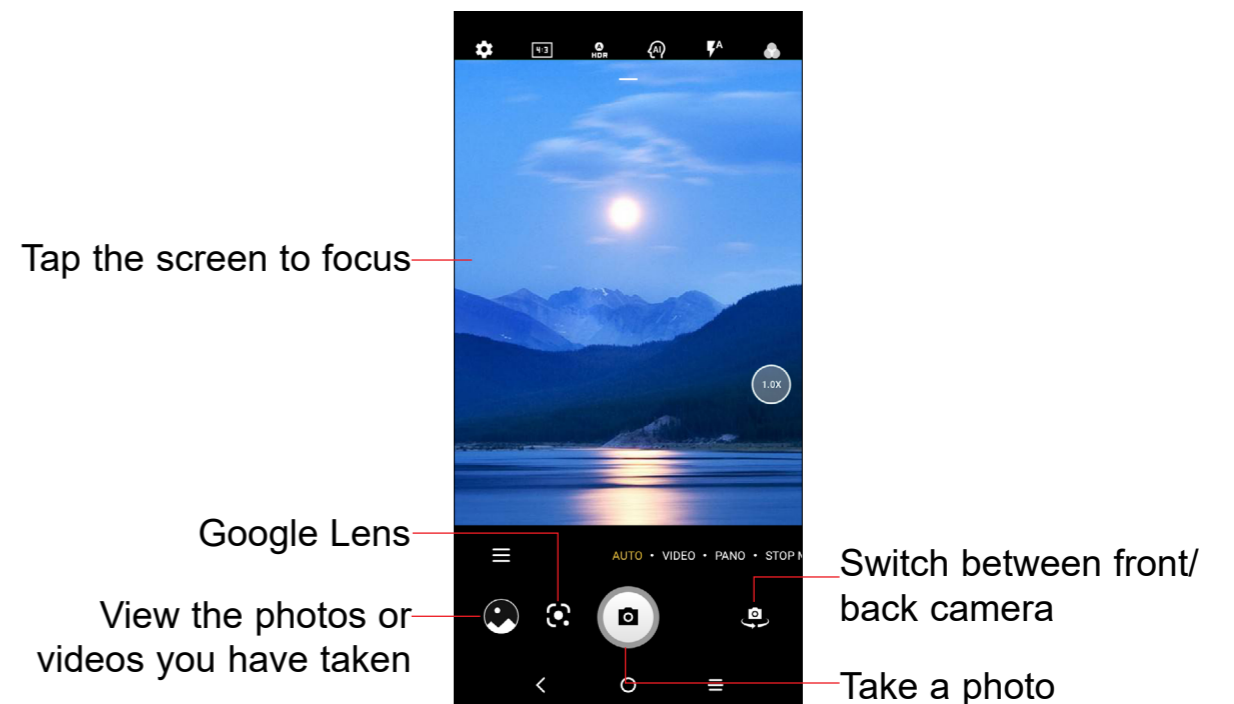 4:3
A
HDR
AI
A
Tap the screen to focus
1.0X
Google Lens
AUTO • VIDEO • PANO • STOP M
Switch between front/
back camera
View the photos or
videos you have taken
Take a photo